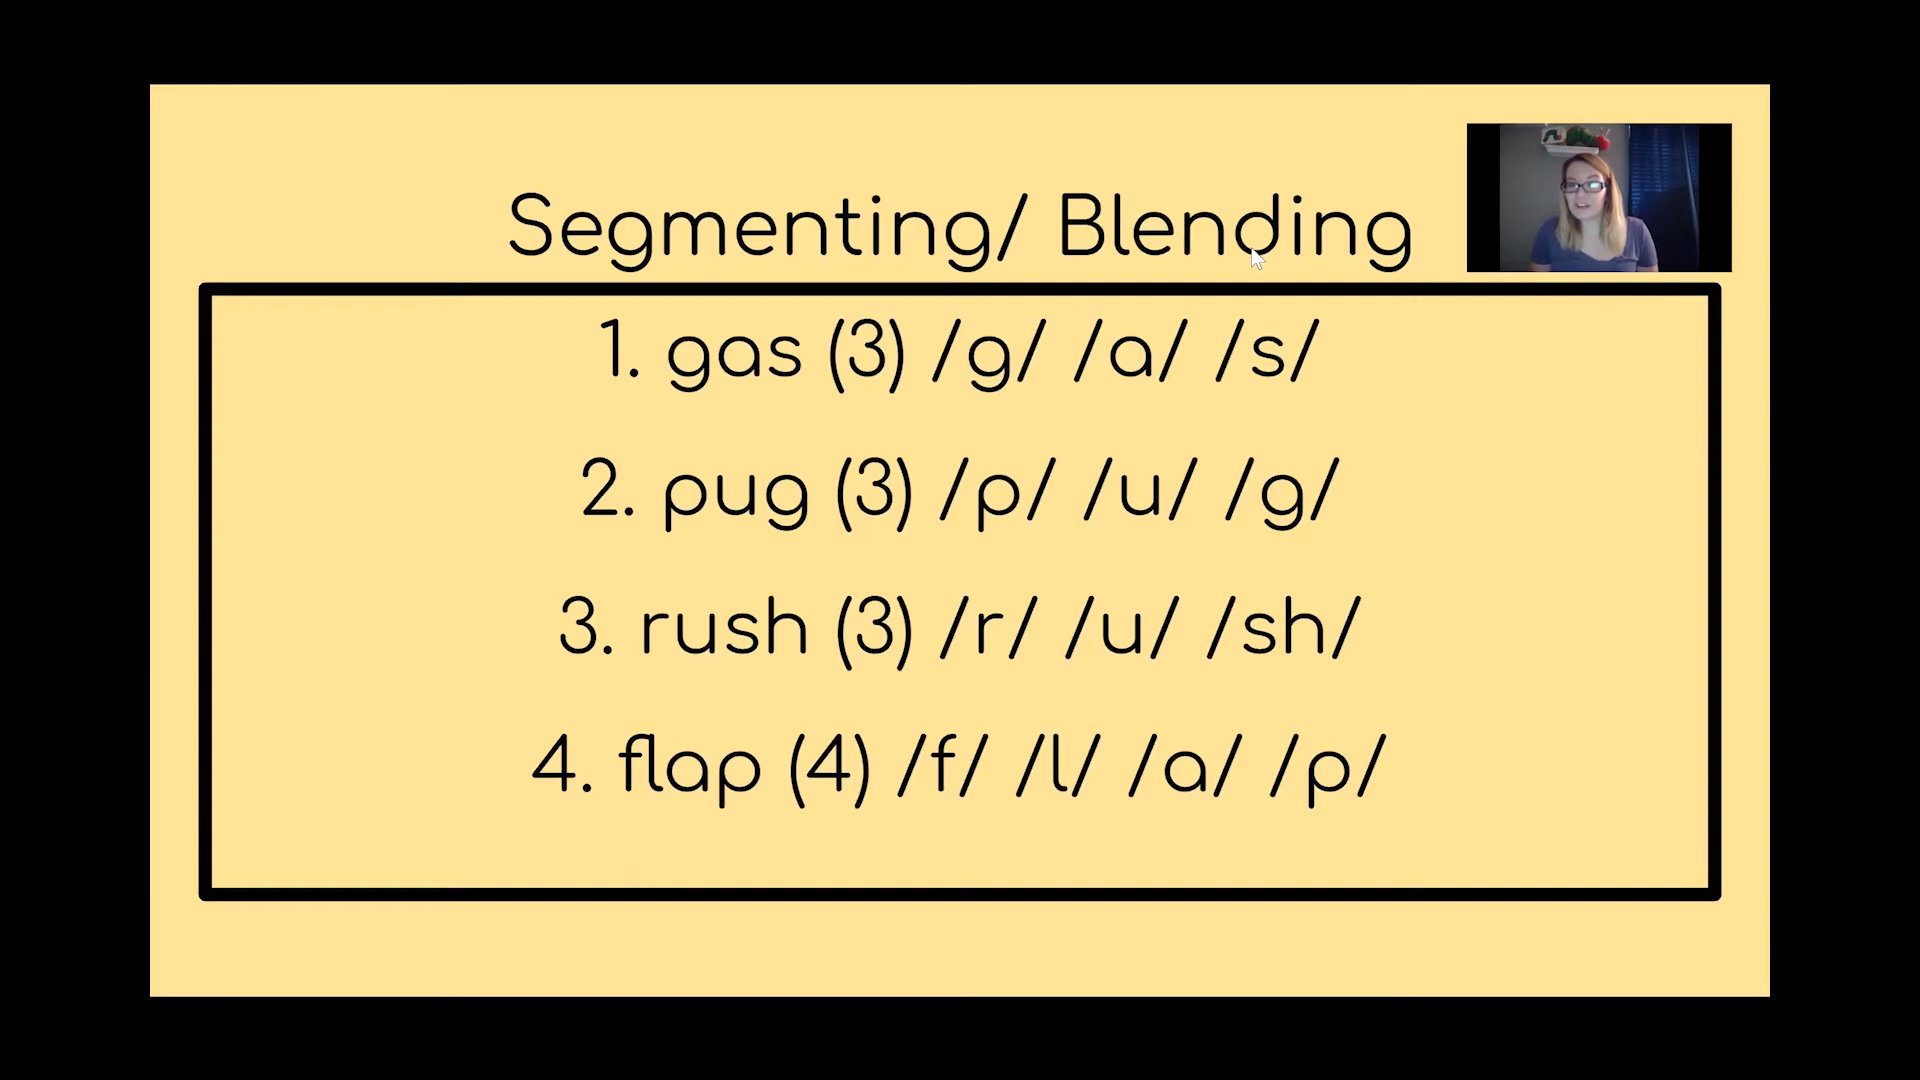 Segmenting/ Blending
1. gas (3) /g/ /a/ /s/
2. pug (3) /p/ /u/ /g/
3. rush (3) /r/ /u/ /sh/
4. flap (4) /f/ /l/ /a/ /p/